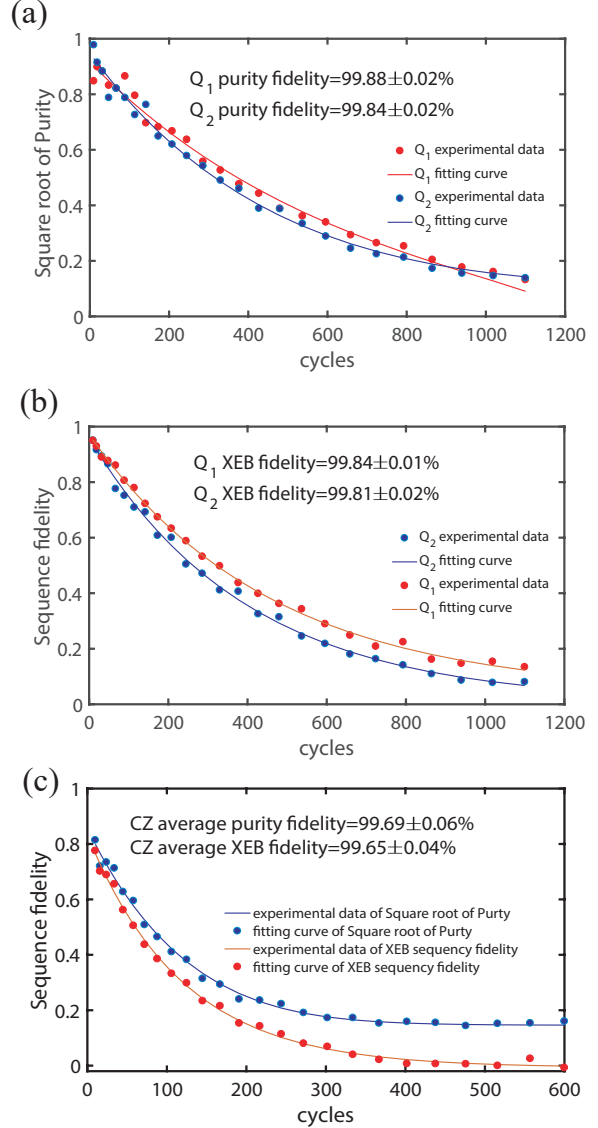 (a)
1
0.8
0.6
0.4
0.2
0
Square root of Purity
Q1 purity fidelity=99.88±0.02%
Q2 purity fidelity=99.84±0.02%
Q1 experimental data
Q1 fitting curve
Q2 experimental data
Q2 fitting curve
0 200 400 600 800 1000 1200
cycles
(b)
1
0.8
0.6
0.4
0.2
0
Sequence fidelity
Q1 XEB fidelity=99.84±0.01%
Q2 XEB fidelity=99.81±0.02%
Q2 experimental data
Q2 fitting curve
Q1 experimental data
Q1 fitting curve
0 200 400 600 800 1000 1200
cycles
(c)
1
0.8
0.6
0.4
0.2
0
Sequence fidelity
CZ average purity fidelity=99.69±0.06%
CZ average XEB fidelity=99.65±0.04%
experimental data of Square root of Purty
fitting curve of Square root of Purty
experimental data of XEB sequency fidelity
fitting curve of XEB sequency fidelity
0 100 200 300 400 500 600
cycles